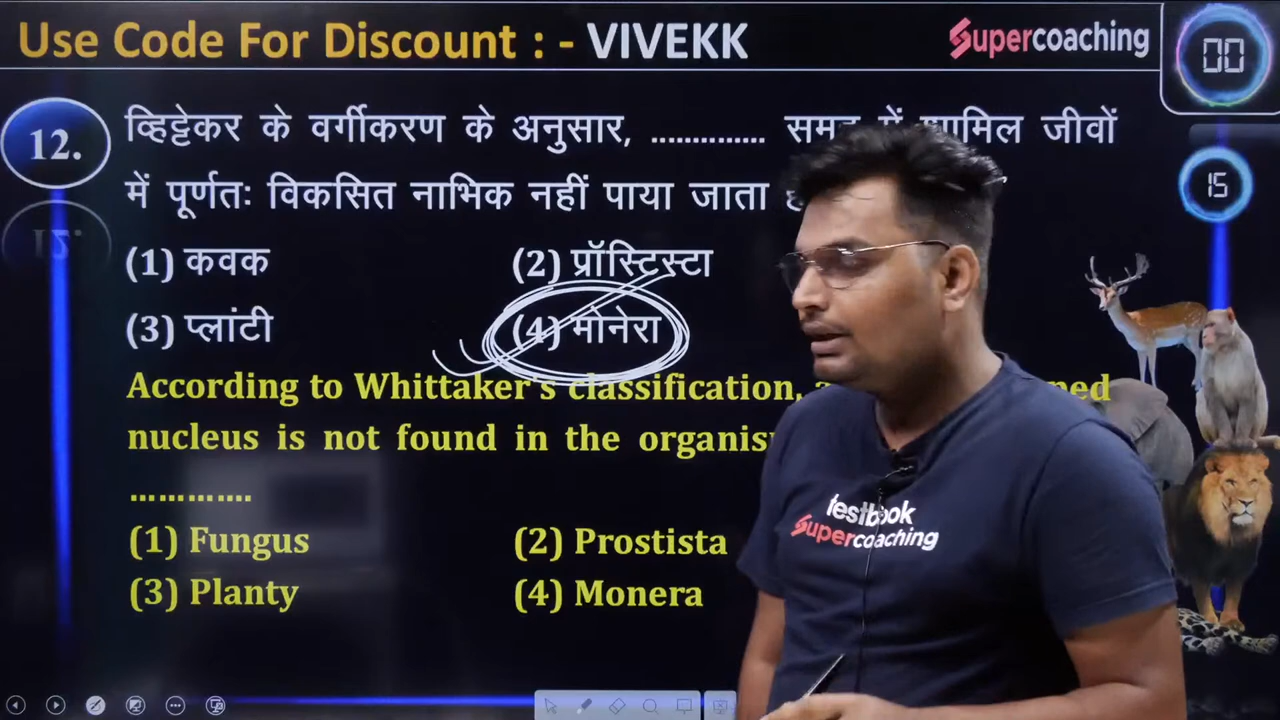 Use Code For Discount : - VIVEKK
Supercoaching
00
12.
व्हिट्टेकर के वर्गीकरण के अनुसार, ............. में शामिल जीवों
में पूर्णतः विकसित नाभिक नहीं पाया जाता
15
(1) कवक (2) प्रॉस्टिस्टा
(3) प्लांटी (4) मोनेरा
According to Whittaker's classification,
nucleus is not found in the
.............
(1) Fungus (2) Prostista
(3) Planty (4) Monera
testbook
Supercoaching